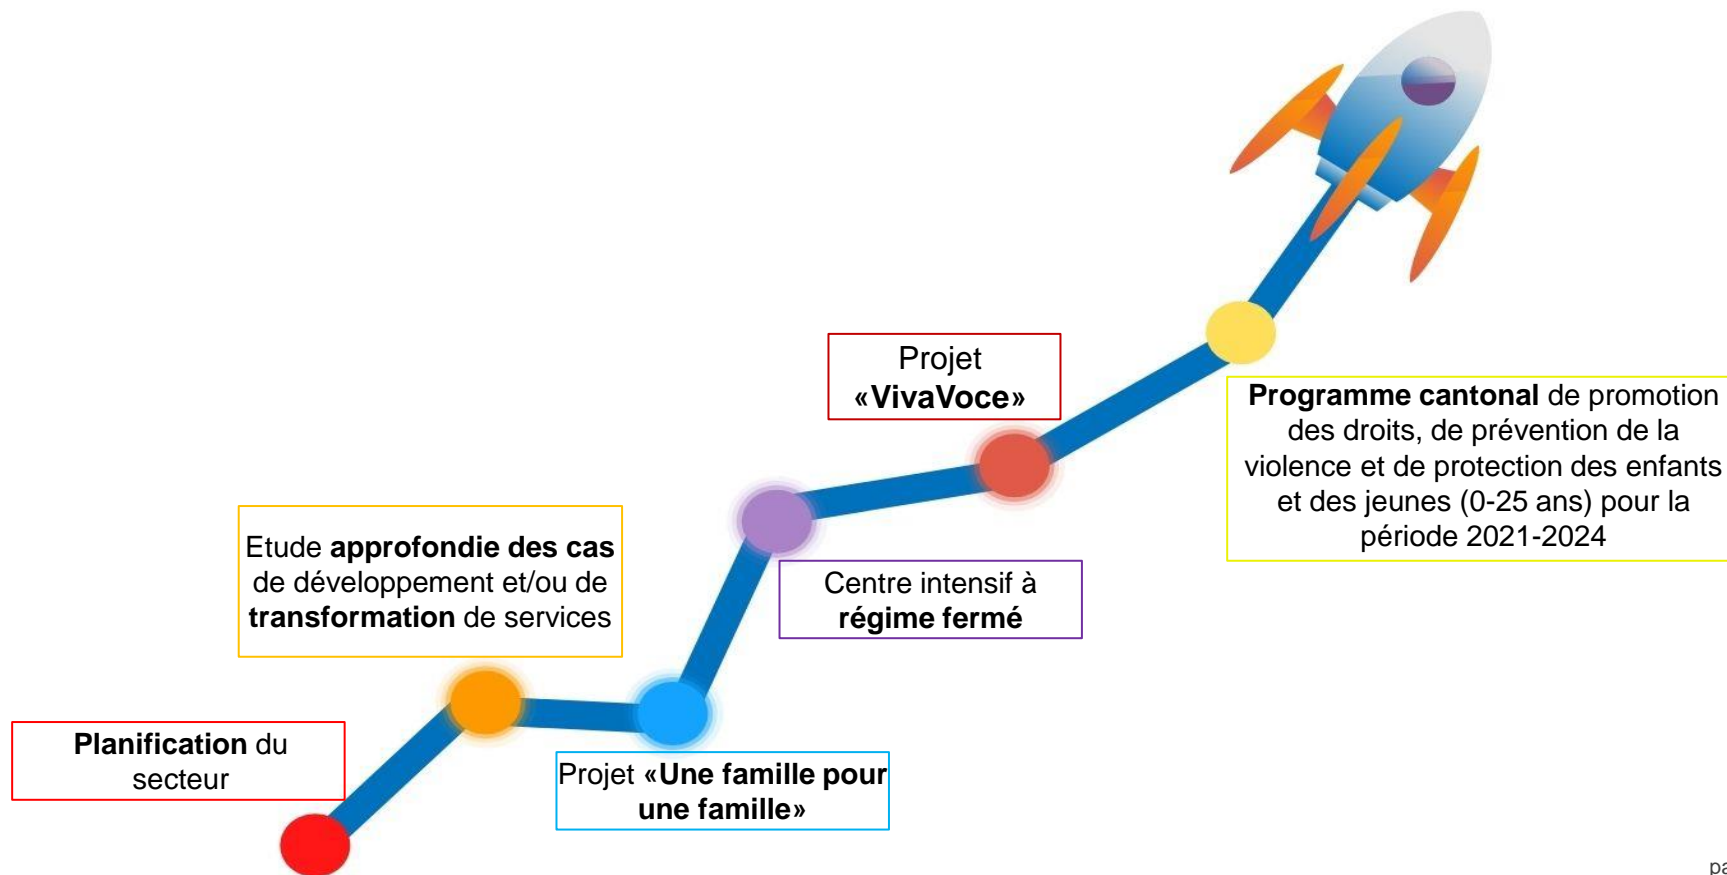 Projet
«VivaVoce»
Programme cantonal de promotion
des droits, de prévention de la
violence et de protection des enfants
et des jeunes (0-25 ans) pour la
période 2021-2024
Etude approfondie des cas
de développement et/ou de
transformation de services
Centre intensif à
régime fermé
Planification du
secteur
Projet «Une famille pour
une famille»